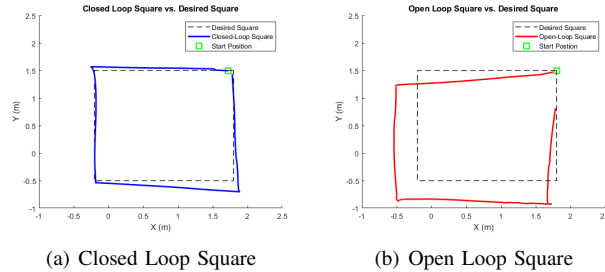 Closed Loop Square vs. Desired Square
2.5
2
1.5
1
0.5
0
-0.5
-1
Y (m)
-1 -0.5 0 0.5 1 1.5 2 2.5
X (m)
Desired Square
Closed-Loop Square
Start Position
(a) Closed Loop Square
Open Loop Square vs. Desired Square
2.5
2
1.5
1
0.5
0
-0.5
-1
Y (m)
-1 -0.5 0 0.5 1 1.5 2 2.5
X (m)
Desired Square
Open-Loop Square
Start Postion
(b) Open Loop Square